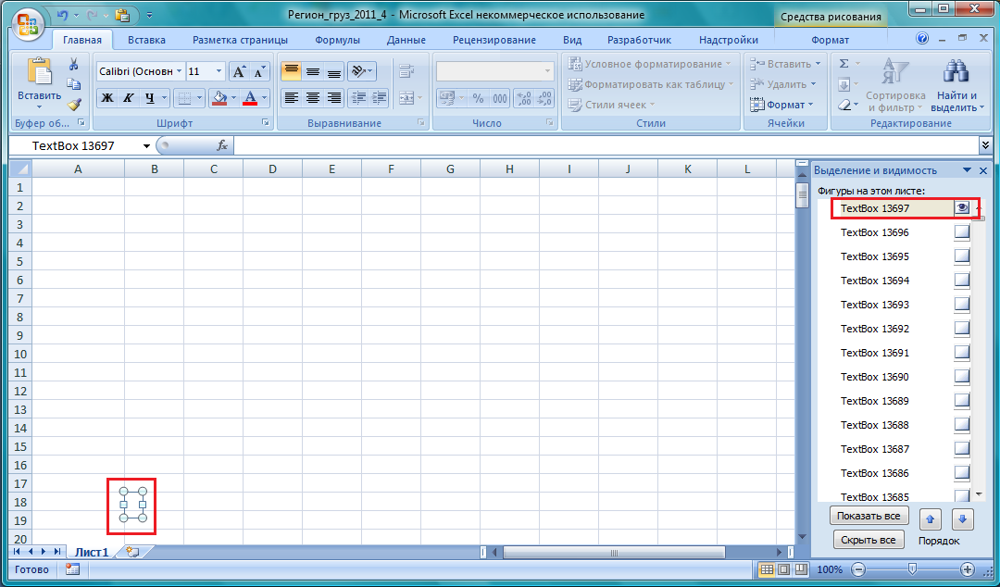 Регион_груз_2011_4 - Microsoft Excel некоммерческое использование
Средства рисования
Главная Вставка Разметка страницы Формулы Данные Рецензирование Вид Разработчик Надстройки Формат
Вставить
Буфер об...
Calibri (Основн 11
Ж К Ч
Шрифт
Выравнивание
% 000
Число
Условное форматирование
Форматировать как таблицу
Стили ячеек
Стили
Вставить
Удалить
Формат
Ячейки
Σ
Сортировка и фильтр
Найти и выделить
Редактирование
TextBox 13697 fx
A B C D E F G H I J K L
1
2
3
4
5
6
7
8
9
10
11
12
13
14
15
16
17
18
19
20
Выделение и видимость
Фигуры на этом листе:
TextBox 13697
TextBox 13696
TextBox 13695
TextBox 13694
TextBox 13693
TextBox 13692
TextBox 13691
TextBox 13690
TextBox 13689
TextBox 13688
TextBox 13687
TextBox 13686
TextBox 13685
Показать все
Скрыть все
Порядок
Лист1
Готово
100%